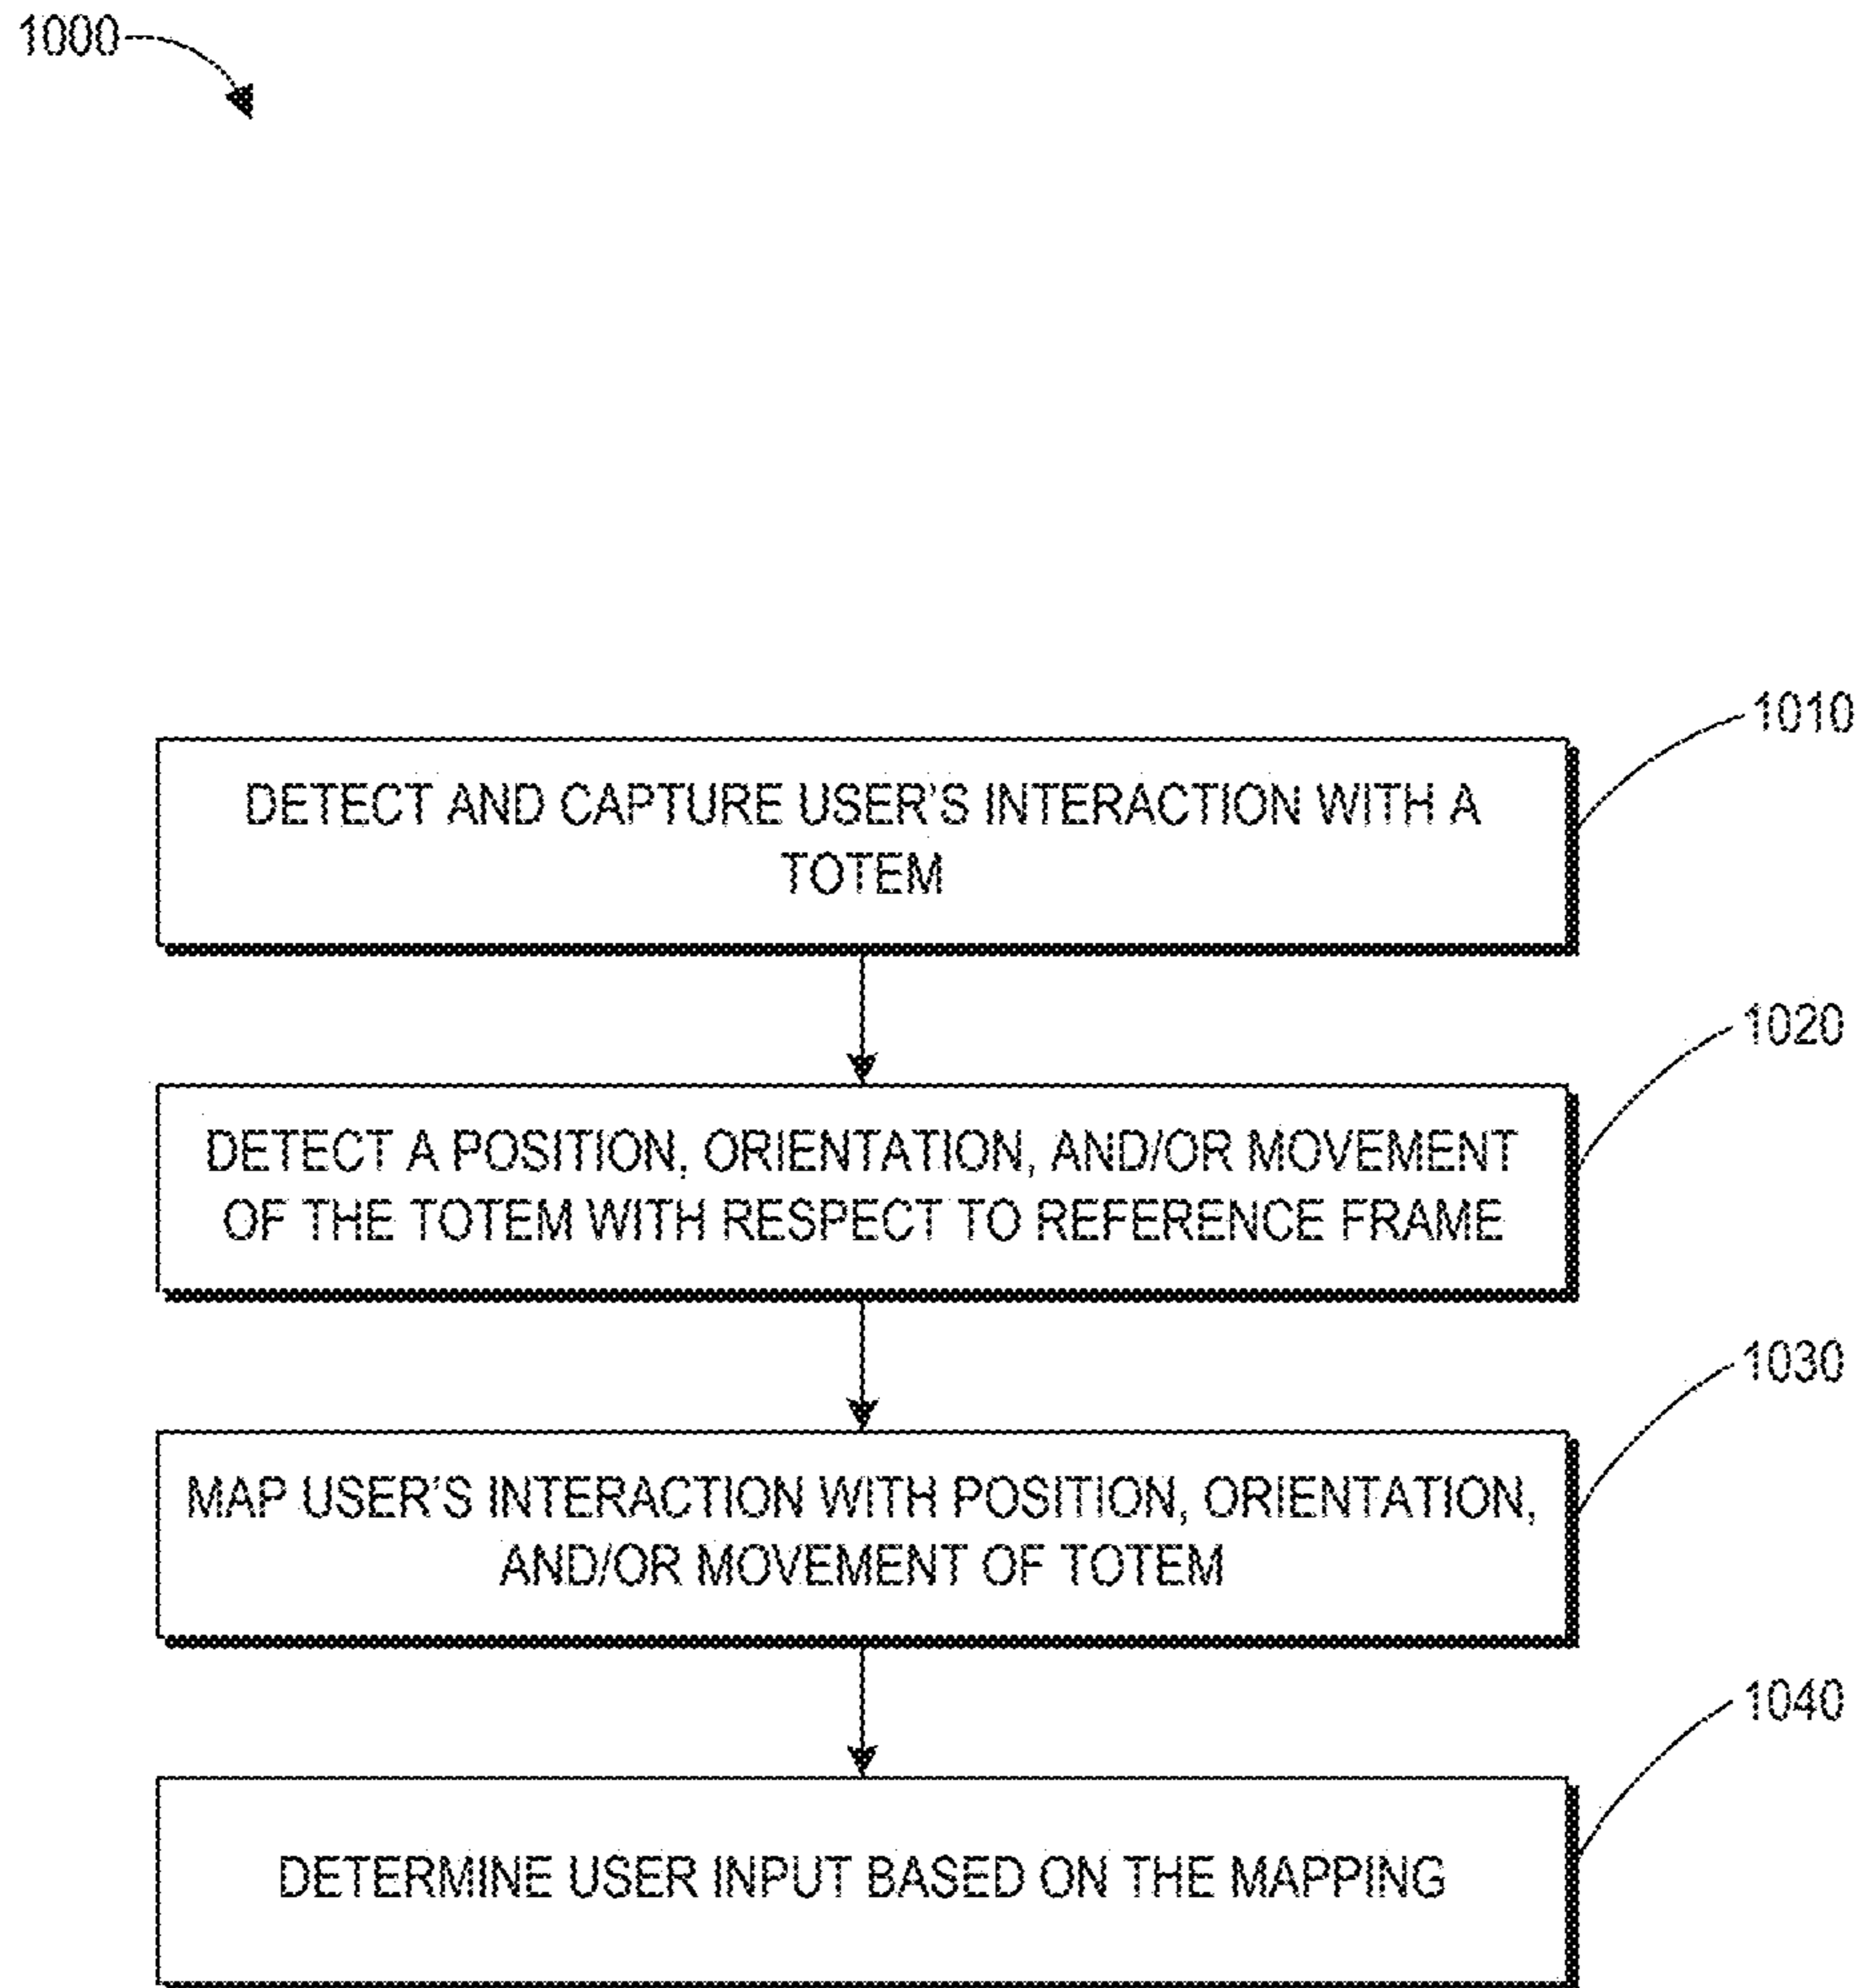 1000
1010
DETECT AND CAPTURE USER'S INTERACTION WITH A
TOTEM
1020
DETECT A POSITION, ORIENTATION, AND/OR MOVEMENT
OF THE TOTEM WITH RESPECT TO REFERENCE FRAME
1030
MAP USER'S INTERACTION WITH POSITION, ORIENTATION,
AND/OR MOVEMENT OF TOTEM
1040
DETERMINE USER INPUT BASED ON THE MAPPING